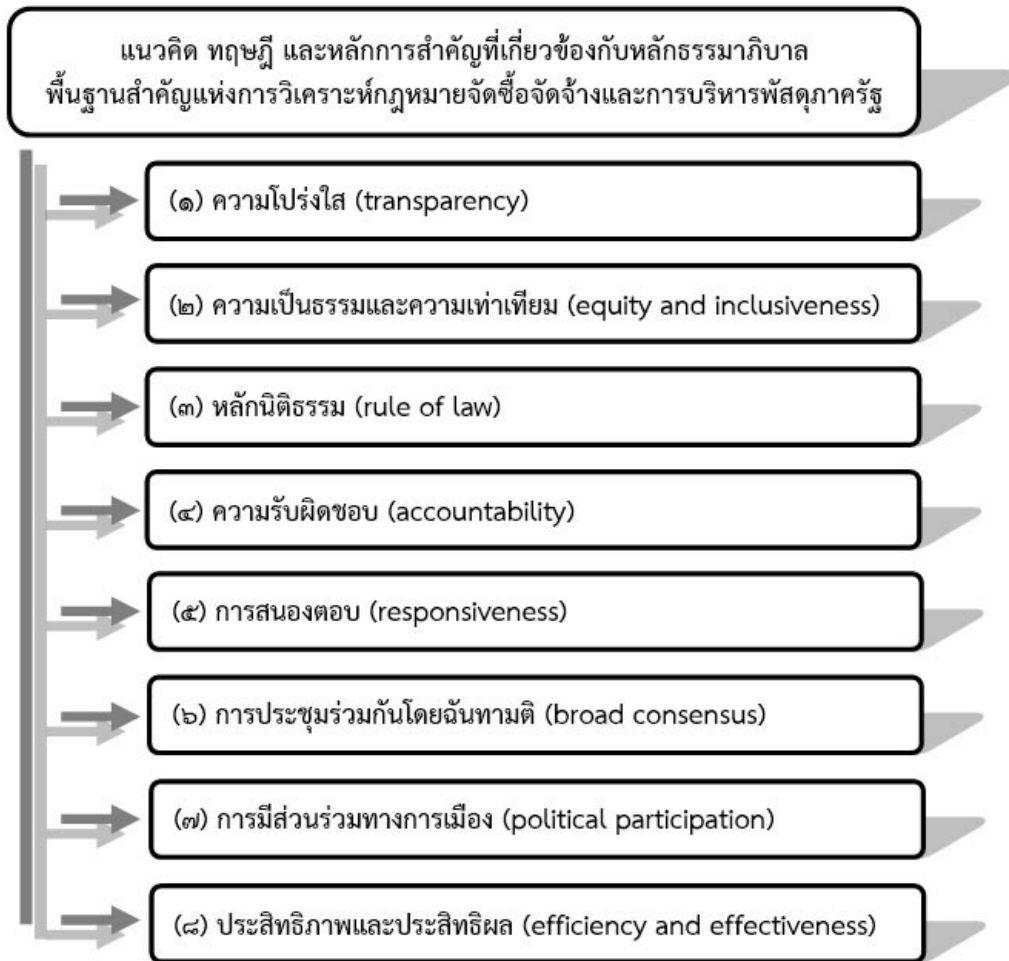 แนวคิด ทฤษฎี และหลักการสำคัญที่เกี่ยวข้องกับหลักธรรมาภิบาล
พื้นฐานสำคัญแห่งการวิเคราะห์กฎหมายจัดซื้อจัดจ้างและการบริหารพัสดุภาครัฐ
(๑) ความโปร่งใส (transparency)
(๒) ความเป็นธรรมและความเท่าเทียม (equity and inclusiveness)
(๓) หลักนิติธรรม (rule of law)
(๔) ความรับผิดชอบ (accountability)
(๕) การสนองตอบ (responsiveness)
(๖) การประชุมร่วมกันโดยฉันทามติ (broad consensus)
(๗) การมีส่วนร่วมทางการเมือง (political participation)
(๘) ประสิทธิภาพและประสิทธิผล (efficiency and effectiveness)